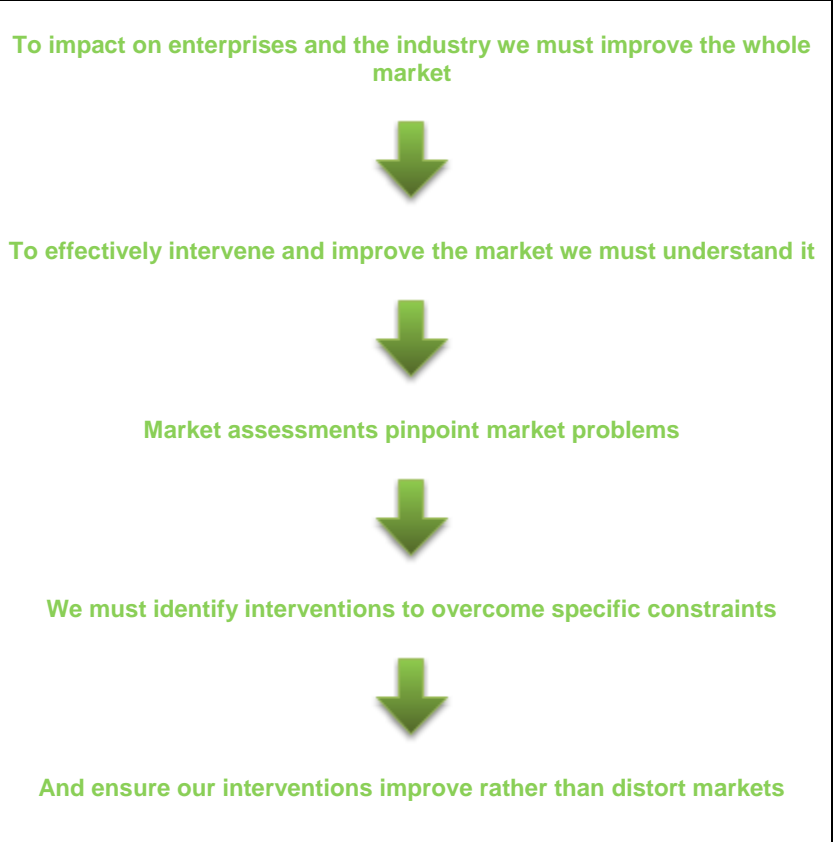 To impact on enterprises and the industry we must improve the whole
market
To effectively intervene and improve the market we must understand it
Market assessments pinpoint market problems
We must identify interventions to overcome specific constraints
And ensure our interventions improve rather than distort markets